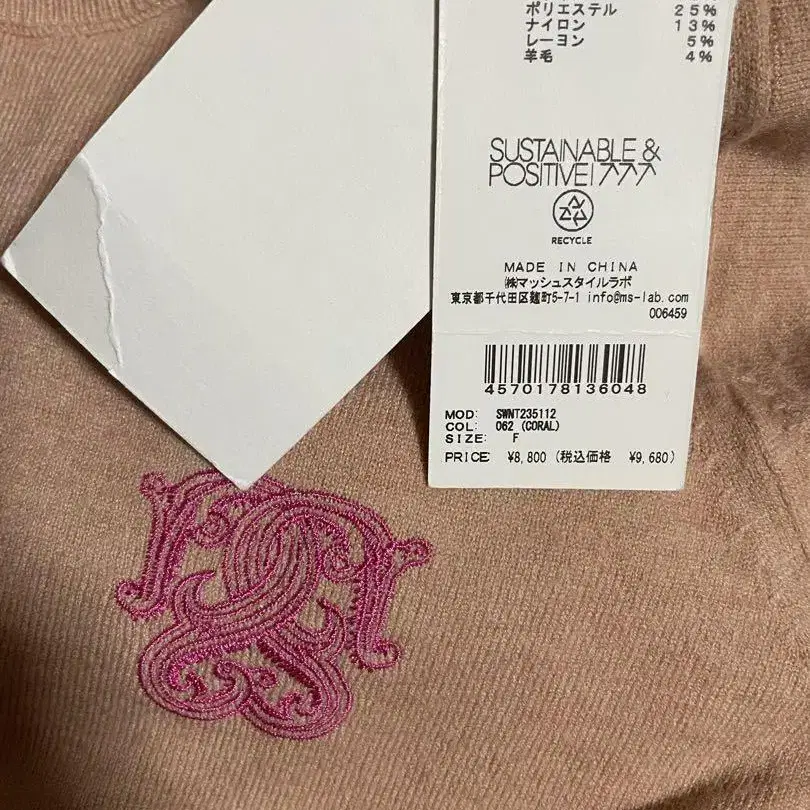 ポリエステル 25%
ナイロン 13%
レーヨン 5%
羊毛 4%
SUSTAINABLE &
POSITIVE! 777
RECYCLE
MADE IN CHINA
㈱マッシュスタイルラボ
東京都千代田区麹町5-7-1 info@ms-lab.com
006459
4570178136048
MOD: SWNT235112
COL: 062 (CORAL)
SIZE: F
PRICE ¥8,800 (税込価格 ¥9,680)